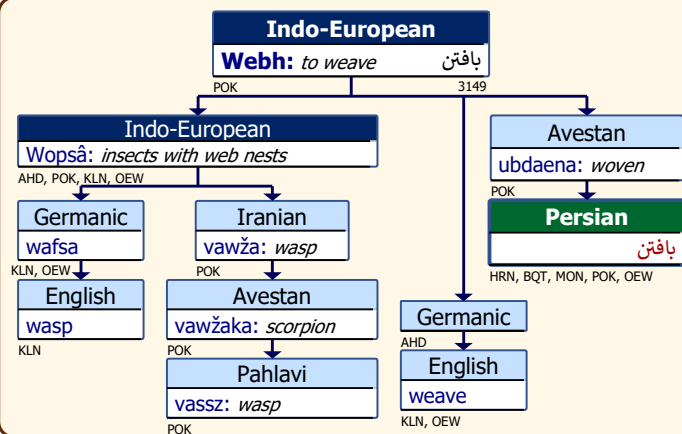 Indo-European
Webh: to weave بافتن
POK 3149
Indo-European
Wopsâ: insects with web nests
AHD, POK, KLN, OEW
Germanic
wafsa
KLN, OEW
English
wasp
KLN
Iranian
vawža: wasp
POK
Avestan
vawžaka: scorpion
POK
Pahlavi
vassz: wasp
POK
Germanic
AHD
English
weave
KLN, OEW
Avestan
ubdaena: woven
POK
Persian
بافتن
HRN, BQT, MON, POK, OEW